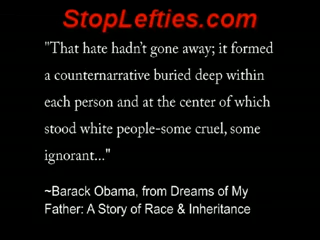 StopLefties.com
"That hate hadn't gone away; it formed
a counternarrative buried deep within
each person and at the center of which
stood white people-some cruel, some
ignorant..."
~Barack Obama, from Dreams of My
Father: A Story of Race & Inheritance